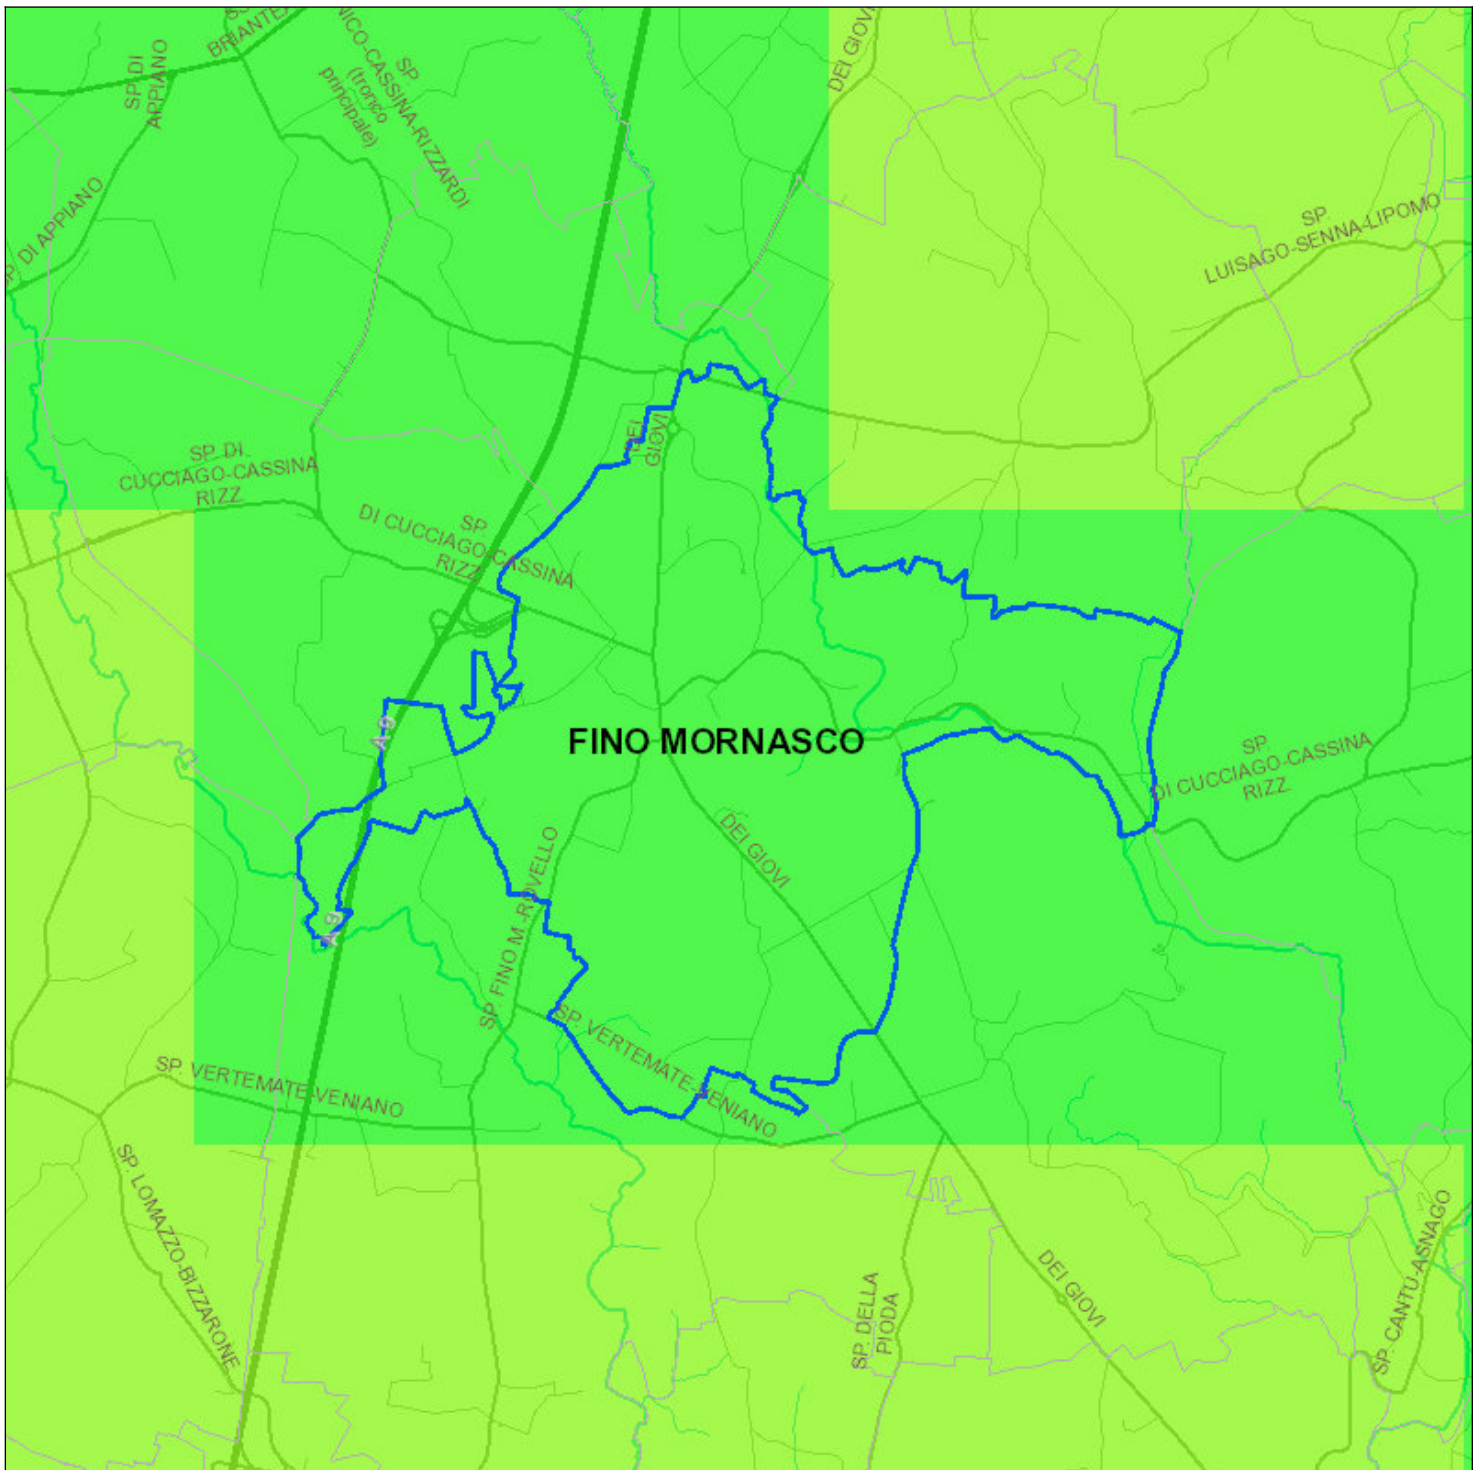 BRIANTEA
SP. DI
APPIANO
SP.
NICO-CASSINA-RIZZARDI
(tronco
principale)
DEI GIOVI
SP. DI APPIANO
SP.
LUISAGO-SENNA-LIPOMO
DEI
GIOVI
SP. DI
CUCCIAGO-CASSINA
RIZZ.
SP.
DI CUCCIAGO-CASSINA
RIZZ.
A 9
FINO MORNASCO
SP.
DI CUCCIAGO-CASSINA
RIZZ.
DEI GIOVI
A 9
SP. FINO M.-ROVELLO
SP. VERTEMATE-VENIANO
SP. VERTEMATE-VENIANO
SP. LOMAZZO-BIZZARONE
SP. DELLA
PIODA
DEI GIOVI
SP. CANTU'-ASNAGO